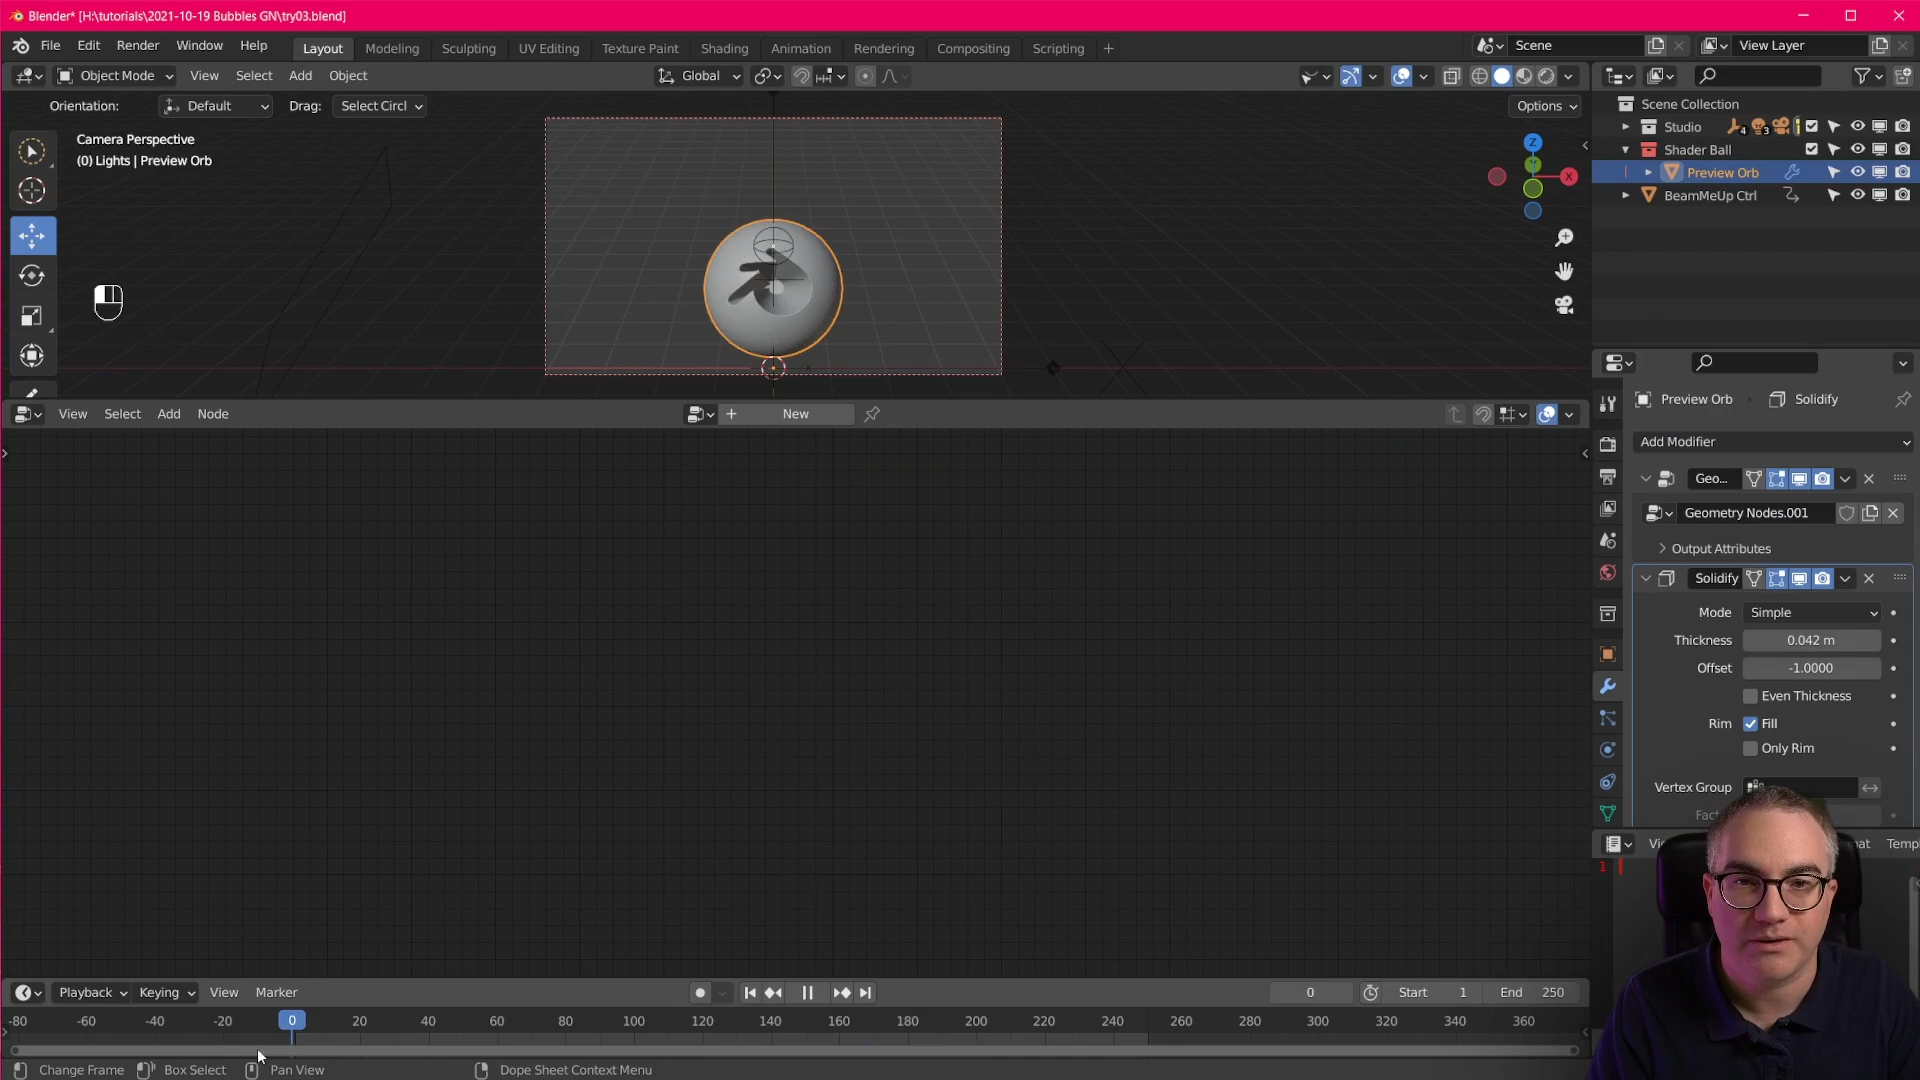 Blender* [H:\tutorials\2021-10-19 Bubbles GN\try03.blend]
File Edit Render Window Help Layout Modeling Sculpting UV Editing Texture Paint Shading Animation Rendering Compositing Scripting + Scene View Layer
Object Mode View Select Add Object Global
Orientation: Default Drag: Select Circl Options
Camera Perspective
(0) Lights | Preview Orb
Z
Y
X
Scene Collection
Studio 4 3
Shader Ball
Preview Orb
BeamMeUp Ctrl
Preview Orb Solidify
Add Modifier
Geo...
Geometry Nodes.001
Output Attributes
Solidify
Mode Simple
Thickness 0.042 m
Offset -1.0000
Even Thickness
Rim Fill
Only Rim
Vertex Group
View Select Add Node + New
1
Playback Keying View Marker 0 Start 1 End 250
-80 -60 -40 -20 0 20 40 60 80 100 120 140 160 180 200 220 240 260 280 300 320 340 360
Change Frame Box Select Pan View Dope Sheet Context Menu